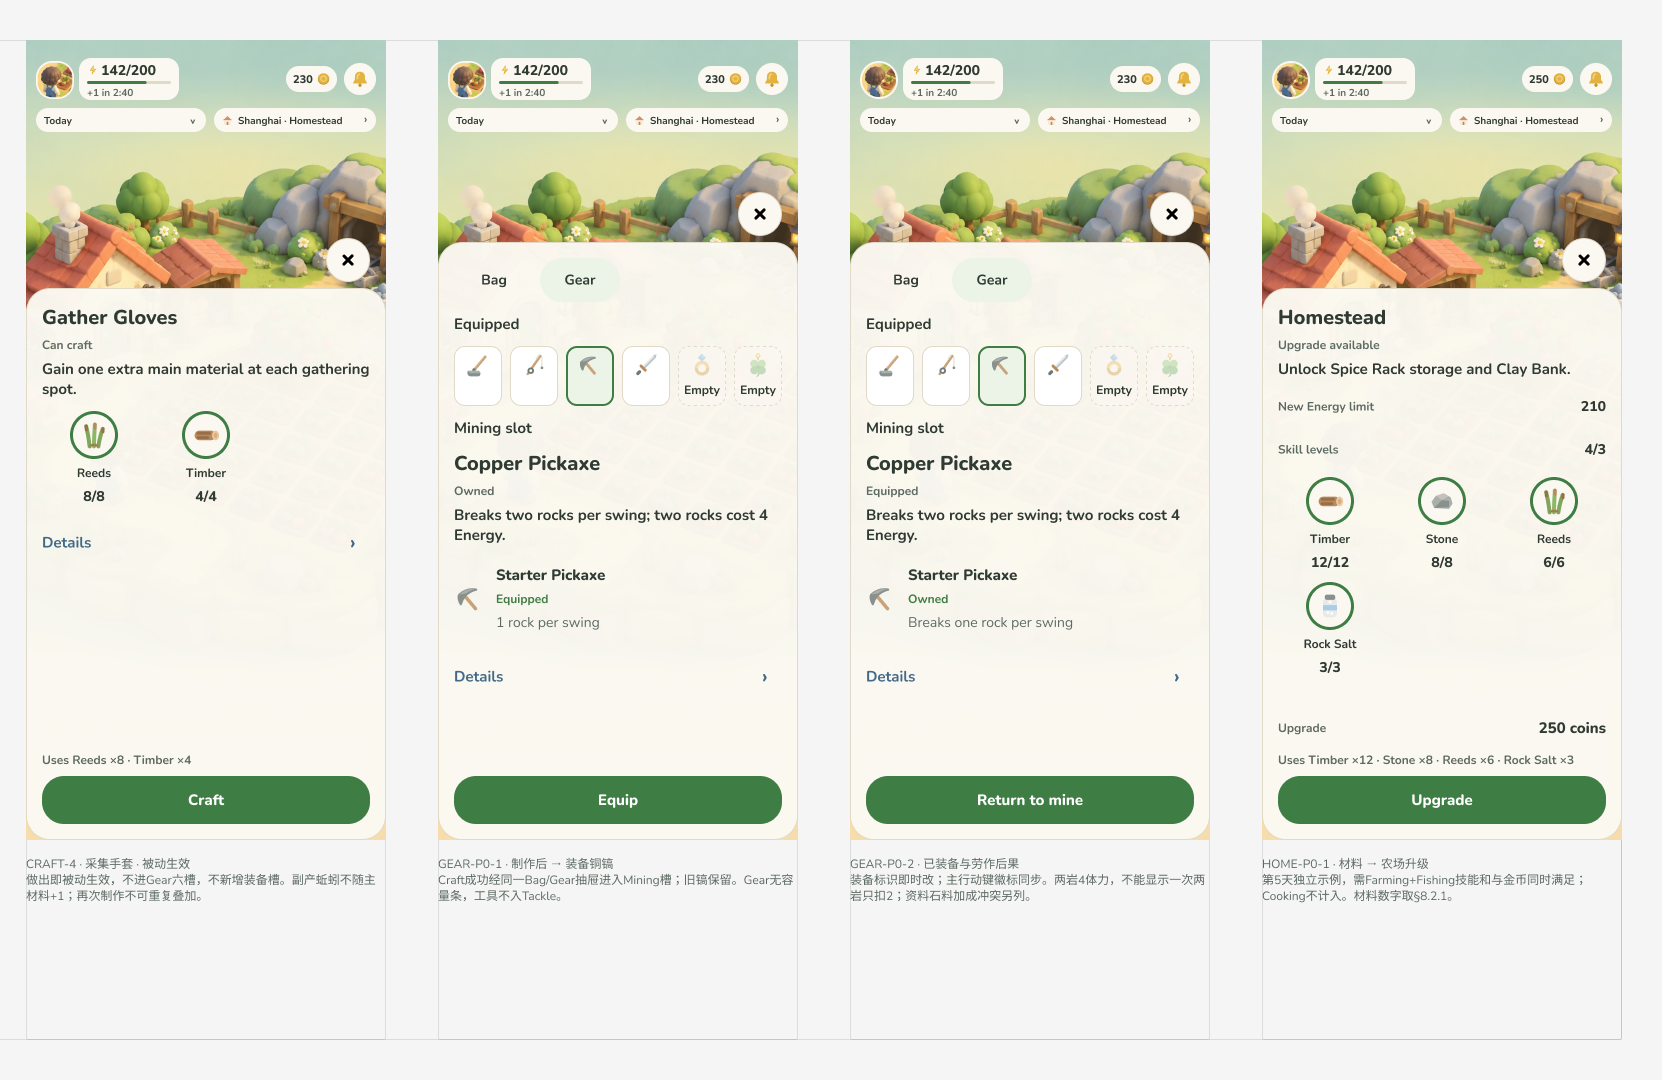 142/200
+1 in 2:40
230
Today
Shanghai · Homestead
Gather Gloves
Can craft
Gain one extra main material at each gathering
spot.
Reeds
Timber
8/8
4/4
Details
Uses Reeds ×8 · Timber ×4
Craft
CRAFT-4 · 采集手套 · 被动生效
做出即被动生效，不进Gear六槽，不新增装备槽。副产蚯蚓不随主
材料+1；再次制作不可重复叠加。
142/200
+1 in 2:40
230
Today
Shanghai · Homestead
Bag
Gear
Equipped
Empty
Empty
Mining slot
Copper Pickaxe
Owned
Breaks two rocks per swing; two rocks cost 4
Energy.
Starter Pickaxe
Equipped
1 rock per swing
Details
Equip
GEAR-P0-1 · 制作后 → 装备铜镐
Craft成功经同一Bag/Gear抽屉进入Mining槽；旧镐保留。Gear无容
量条，工具不入Tackle。
142/200
+1 in 2:40
230
Today
Shanghai · Homestead
Bag
Gear
Equipped
Empty
Empty
Mining slot
Copper Pickaxe
Equipped
Breaks two rocks per swing; two rocks cost 4
Energy.
Starter Pickaxe
Owned
Breaks one rock per swing
Details
Return to mine
GEAR-P0-2 · 已装备与劳作后果
装备标识即时改；主行动键徽标同步。两岩4体力，不能显示一次两
岩只扣2；资料石料加成冲突另列。
142/200
+1 in 2:40
250
Today
Shanghai · Homestead
Homestead
Upgrade available
Unlock Spice Rack storage and Clay Bank.
New Energy limit
210
Skill levels
4/3
Timber
Stone
Reeds
12/12
8/8
6/6
Rock Salt
3/3
Upgrade
250 coins
Uses Timber ×12 · Stone ×8 · Reeds ×6 · Rock Salt ×3
Upgrade
HOME-P0-1 · 材料 → 农场升级
第5天独立示例，需Farming+Fishing技能和与金币同时满足；
Cooking不计入。材料数字取§8.2.1。